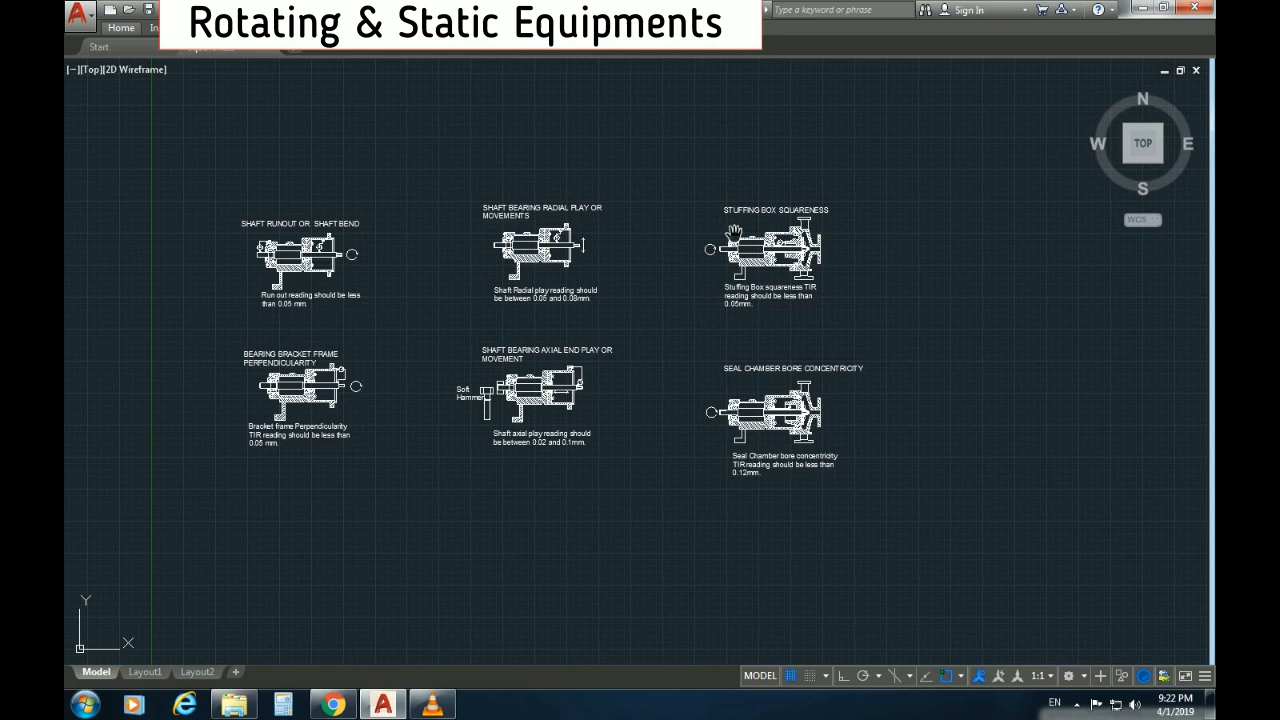 Rotating & Static Equipments
Type a keyword or phrase
Sign In
Home
Start
[−][Top][2D Wireframe]
N
W
TOP
E
S
WCS
SHAFT RUNOUT OR SHAFT BEND
Run out reading should be less
than 0.05 mm.
SHAFT BEARING RADIAL PLAY OR
MOVEMENTS
Shaft Radial play reading should
be between 0.05 and 0.08mm.
STUFFING BOX SQUARENESS
Stuffing Box squareness TIR
reading should be less than
0.05mm.
BEARING BRACKET FRAME
PERPENDICULARITY
Bracket frame Perpendicularity
TIR reading should be less than
0.05 mm.
SHAFT BEARING AXIAL END PLAY OR
MOVEMENT
Soft
Hammer
Shaft axial play reading should
be between 0.02 and 0.1mm.
SEAL CHAMBER BORE CONCENTRICITY
Seal Chamber bore concentricity
TIR reading should be less than
0.12mm.
Y
X
Model
Layout1
Layout2
+
MODEL
1:1
EN
9:22 PM
4/1/2019